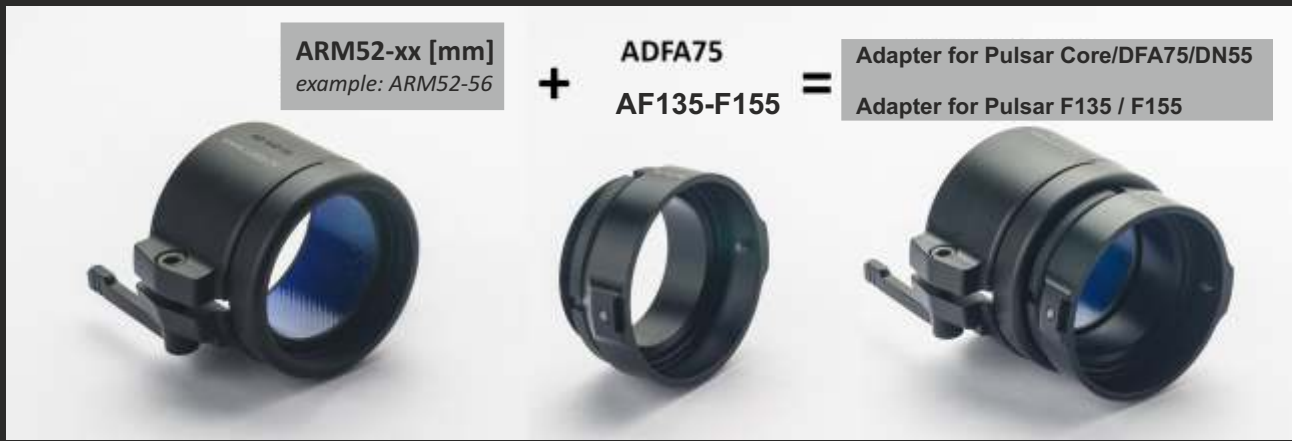 ARM52-xx [mm]
example: ARM52-56
+
ADFA75
AF135-F155
=
Adapter for Pulsar Core/DFA75/DN55
Adapter for Pulsar F135 / F155